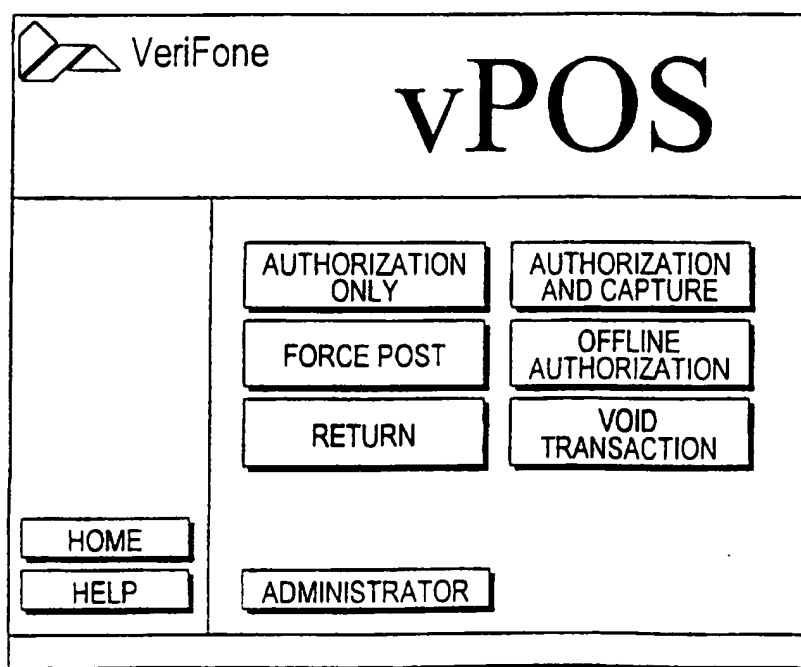 VeriFone
vPOS
AUTHORIZATION
ONLY
AUTHORIZATION
AND CAPTURE
FORCE POST
OFFLINE
AUTHORIZATION
RETURN
VOID
TRANSACTION
HOME
HELP
ADMINISTRATOR